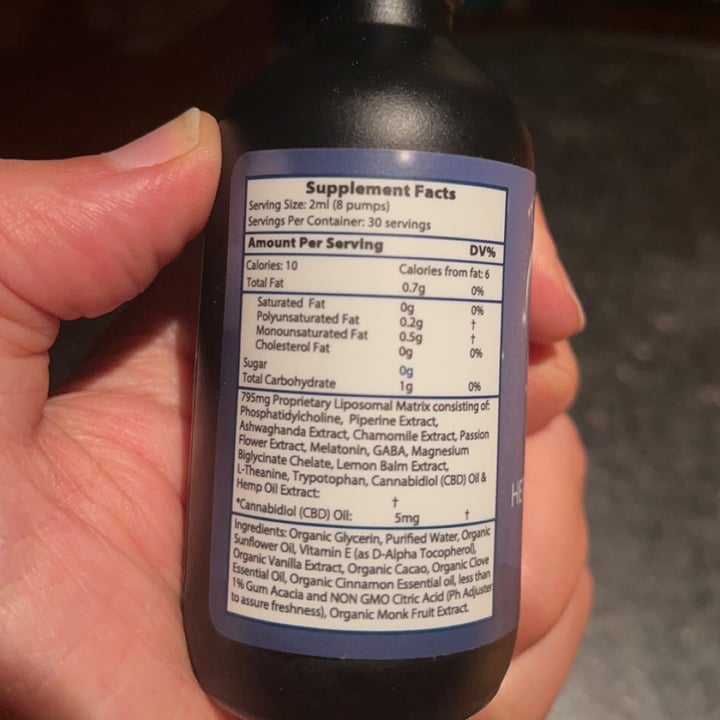 Supplement Facts
Serving Size: 2ml (8 pumps)
Servings Per Container: 30 servings
Amount Per Serving DV%
Calories: 10 Calories from fat: 6
Total Fat 0.7g 0%
Saturated Fat 0g 0%
Polyunsaturated Fat 0.2g †
Monounsaturated Fat 0.5g †
Cholesterol Fat 0g 0%
Sugar 0g
Total Carbohydrate 1g 0%
795mg Proprietary Liposomal Matrix consisting of:
Phosphatidylcholine, Piperine Extract,
Ashwaghanda Extract, Chamomile Extract, Passion
Flower Extract, Melatonin, GABA, Magnesium
Biglycinate Chelate, Lemon Balm Extract,
L-Theanine, Trypotophan, Cannabidiol (CBD) Oil &
Hemp Oil Extract: †
*Cannabidiol (CBD) Oil: 5mg †
Ingredients: Organic Glycerin, Purified Water, Organic
Sunflower Oil, Vitamin E (as D-Alpha Tocopherol),
Organic Vanilla Extract, Organic Cacao, Organic Clove
Essential Oil, Organic Cinnamon Essential oil, less than
1% Gum Acacia and NON GMO Citric Acid (Ph Adjuster
to assure freshness), Organic Monk Fruit Extract.
HE